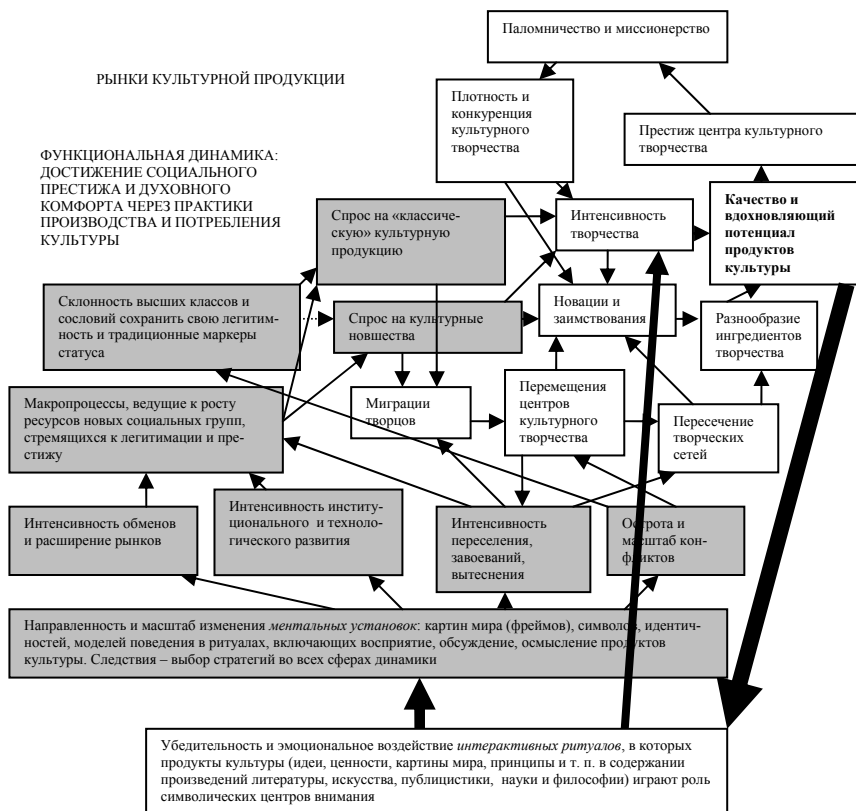 Паломничество и миссионерство
РЫНКИ КУЛЬТУРНОЙ ПРОДУКЦИИ
Плотность и
конкуренция
культурного
творчества
Престиж центра культурного
творчества
ФУНКЦИОНАЛЬНАЯ ДИНАМИКА:
ДОСТИЖЕНИЕ СОЦИАЛЬНОГО
ПРЕСТИЖА И ДУХОВНОГО
КОМФОРТА ЧЕРЕЗ ПРАКТИКИ
ПРОИЗВОДСТВА И ПОТРЕБЛЕНИЯ
КУЛЬТУРЫ
Спрос на «классиче-
скую» культурную
продукцию
Интенсивность
творчества
Качество и
вдохновляющий
потенциал
продуктов
культуры
Склонность высших классов и
сословий сохранить свою легитим-
ность и традиционные маркеры
статуса
Спрос на культурные
новшества
Новации и
заимствования
Разнообразие
ингредиентов
творчества
Макропроцессы, ведущие к росту
ресурсов новых социальных групп,
стремящихся к легитимации и пре-
стижу
Миграции
творцов
Перемещения
центров
культурного
творчества
Пересечение
творческих
сетей
Интенсивность обменов
и расширение рынков
Интенсивность институ-
ционального и техноло-
гического развития
Интенсивность
переселения,
завоеваний,
вытеснения
Острота и
масштаб кон-
фликтов
Направленность и масштаб изменения ментальных установок: картин мира (фреймов), символов, идентич-
ностей, моделей поведения в ритуалах, включающих восприятие, обсуждение, осмысление продуктов
культуры. Следствия – выбор стратегий во всех сферах динамики
Убедительность и эмоциональное воздействие интерактивных ритуалов, в которых
продукты культуры (идеи, ценности, картины мира, принципы и т. п. в содержании
произведений литературы, искусства, публицистики, науки и философии) играют роль
символических центров внимания